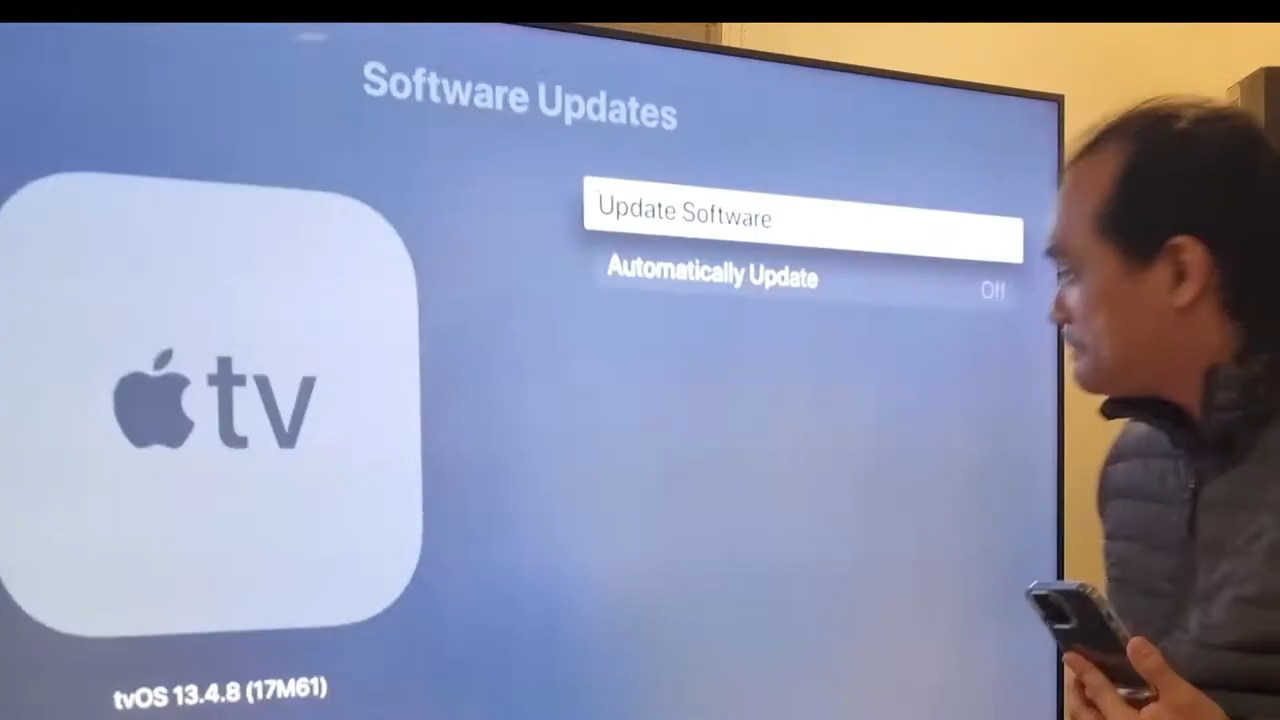 Software Updates
Update Software
Automatically Update Off
tv
tvOS 13.4.8 (17M61)